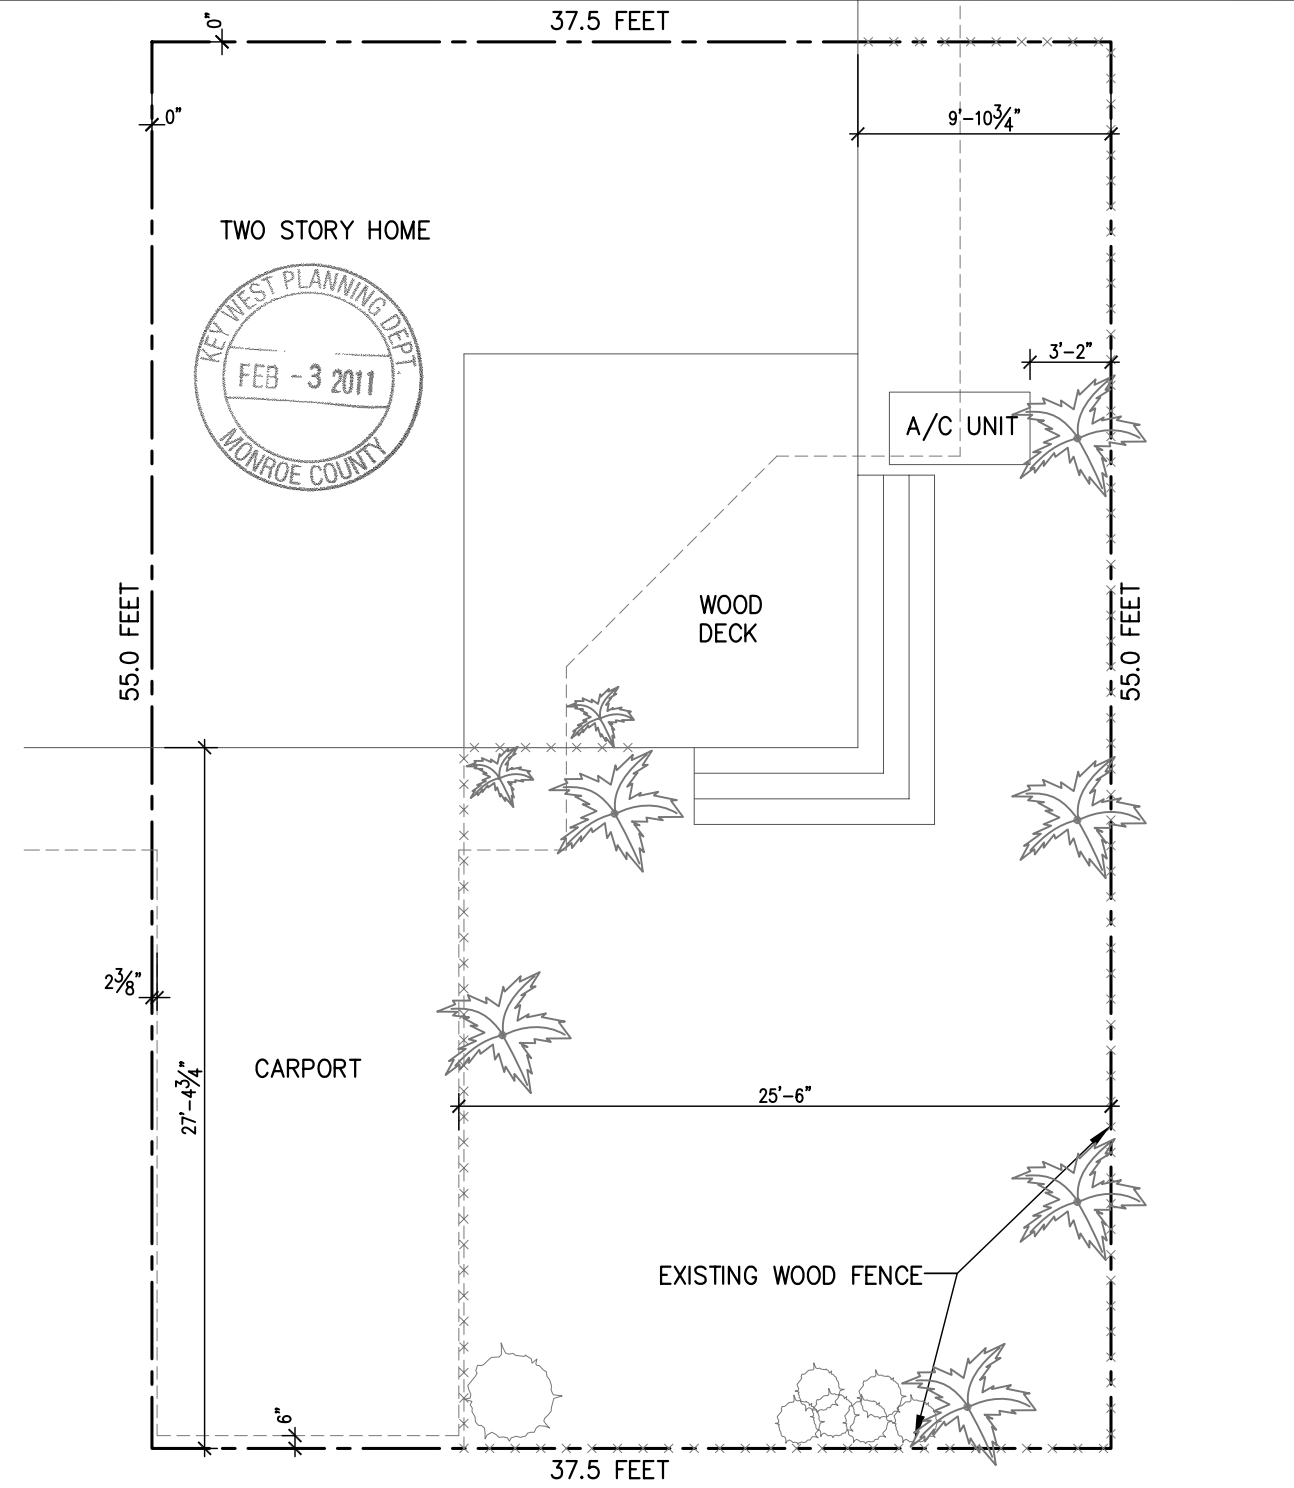 37.5 FEET
0"
0"
9'-10¾"
TWO STORY HOME
KEY WEST PLANNING DEPT.
FEB -3 2011
MONROE COUNTY
3'-2"
A/C UNIT
WOOD
DECK
55.0 FEET
55.0 FEET
2⅜"
27'-4¾"
CARPORT
25'-6"
EXISTING WOOD FENCE
6"
37.5 FEET